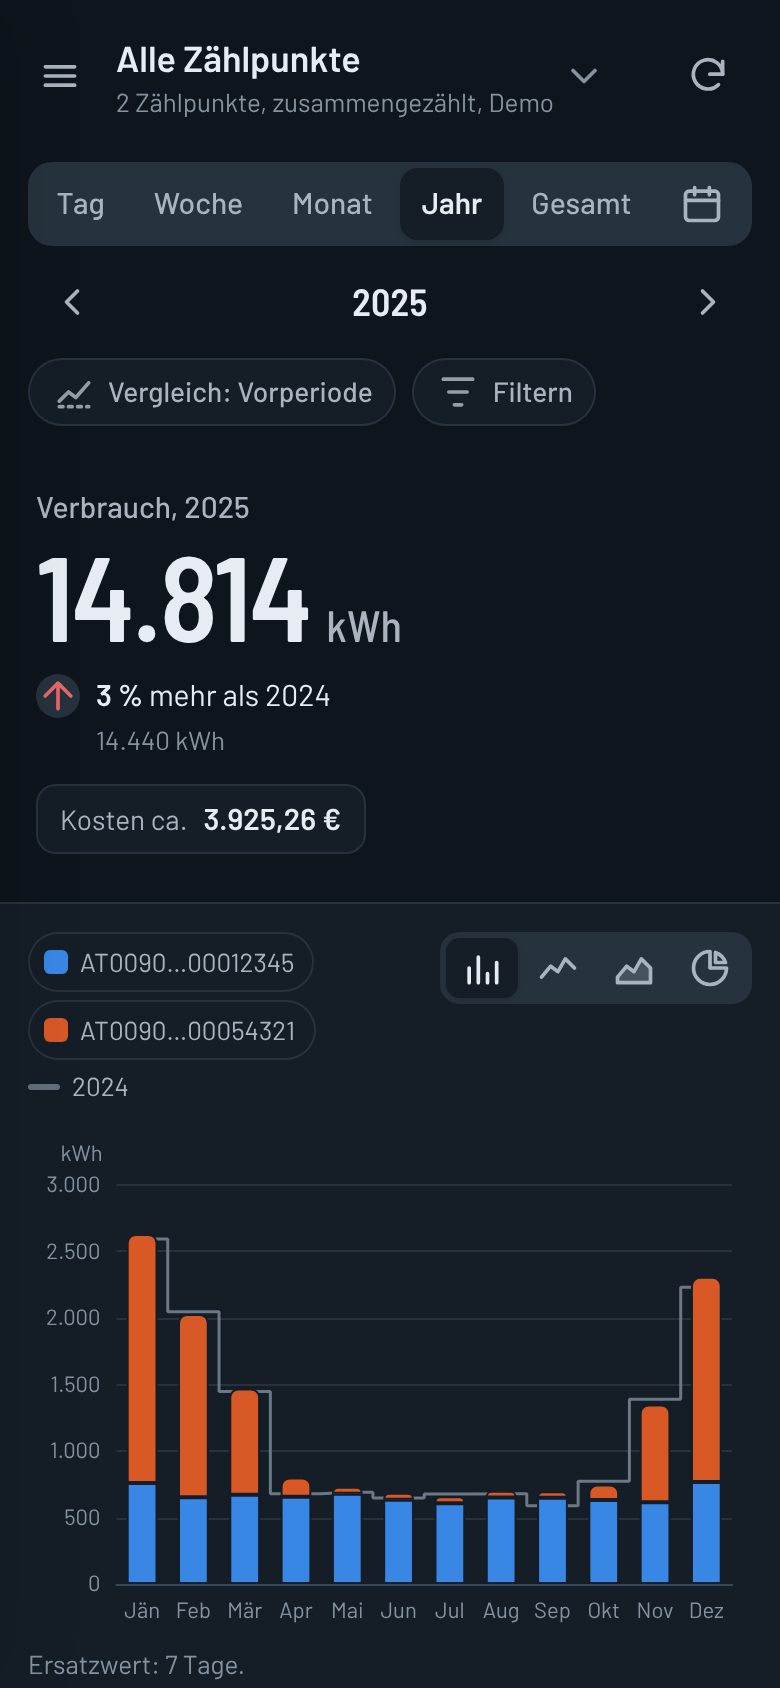 Alle Zählpunkte
2 Zählpunkte, zusammengezählt, Demo
Tag Woche Monat Jahr Gesamt
2025
Vergleich: Vorperiode Filtern
Verbrauch, 2025
14.814 kWh
3 % mehr als 2024
14.440 kWh
Kosten ca. 3.925,26 €
AT0090...00012345
AT0090...00054321
2024
kWh
3.000
2.500
2.000
1.500
1.000
500
0
Jän Feb Mär Apr Mai Jun Jul Aug Sep Okt Nov Dez
Ersatzwert: 7 Tage.